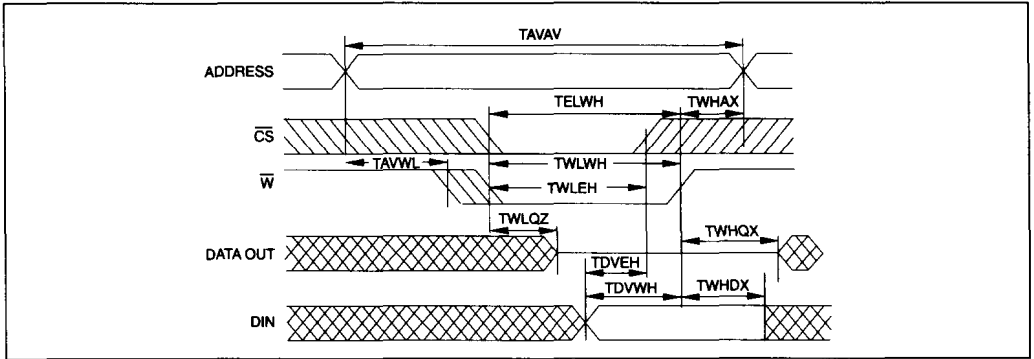 TAVAV
ADDRESS
TELWH
TWHAX
CS
TAVWL
TWLWH
W
TWLEH
TWLQZ
TWHQX
DATA OUT
TDVEH
TDVWH
TWHDX
DIN